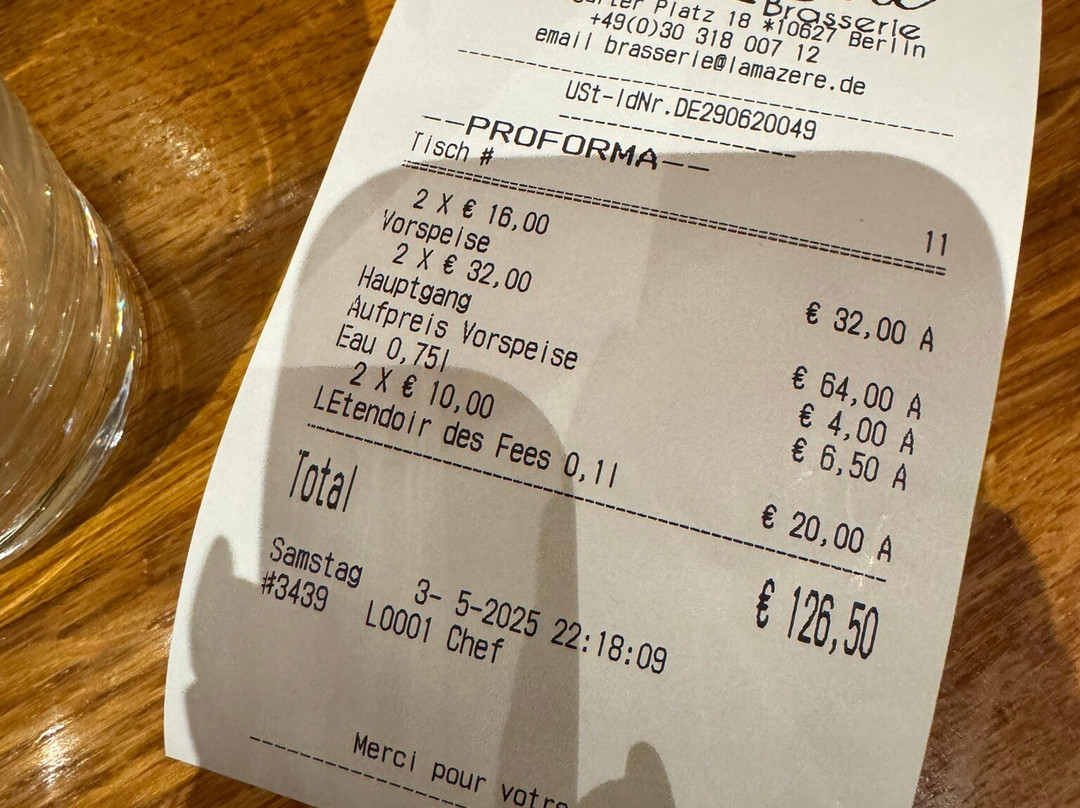 Brasserie
Platz 18 *10627 Berlin
+49(0)30 318 007 12
email brasserie@lamazere.de
USt-IdNr.DE290620049
--PROFORMA--
Tisch # 11
2 X € 16,00
Vorspeise € 32,00 A
2 X € 32,00
Hauptgang € 64,00 A
Aufpreis Vorspeise € 4,00 A
Eau 0,75l € 6,50 A
2 X € 10,00
LEtendoir des Fees 0,1l € 20,00 A
Total € 126,50
Samstag 3- 5-2025 22:18:09
#3439 L0001 Chef
Merci pour votre